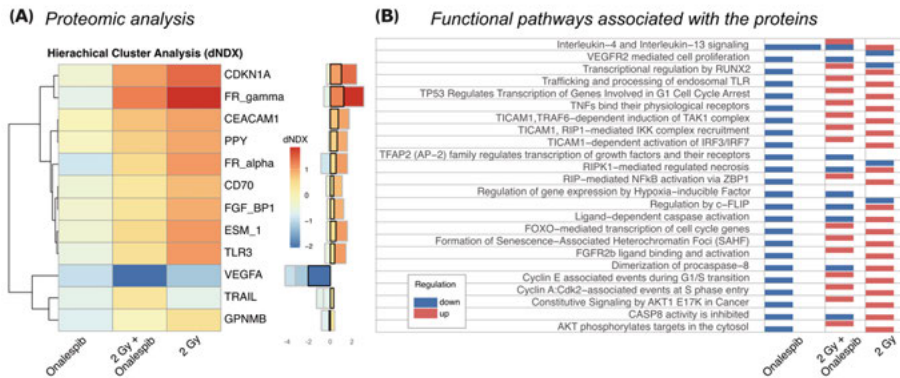 (A) Proteomic analysis
Hierachical Cluster Analysis (dNDX)
CDKN1A
FR_gamma
CEACAM1
PPY
FR_alpha
CD70
FGF_BP1
ESM_1
TLR3
VEGFA
TRAIL
GPNMB
Onalespib
2 Gy +
Onalespib
2 Gy
dNDX
2
1
0
−1
−2
−4 −2 0 2
(B) Functional pathways associated with the proteins
Interleukin−4 and Interleukin−13 signaling
VEGFR2 mediated cell proliferation
Transcriptional regulation by RUNX2
Trafficking and processing of endosomal TLR
TP53 Regulates Transcription of Genes Involved in G1 Cell Cycle Arrest
TNFs bind their physiological receptors
TICAM1,TRAF6−dependent induction of TAK1 complex
TICAM1, RIP1−mediated IKK complex recruitment
TICAM1−dependent activation of IRF3/IRF7
TFAP2 (AP−2) family regulates transcription of growth factors and their receptors
RIPK1−mediated regulated necrosis
RIP−mediated NFkB activation via ZBP1
Regulation of gene expression by Hypoxia−inducible Factor
Regulation by c−FLIP
Ligand−dependent caspase activation
FOXO−mediated transcription of cell cycle genes
Formation of Senescence−Associated Heterochromatin Foci (SAHF)
FGFR2b ligand binding and activation
Dimerization of procaspase−8
Cyclin E associated events during G1/S transition
Cyclin A:Cdk2−associated events at S phase entry
Constitutive Signaling by AKT1 E17K in Cancer
CASP8 activity is inhibited
AKT phosphorylates targets in the cytosol
Regulation
down
up
Onalespib
2 Gy +
Onalespib
2 Gy